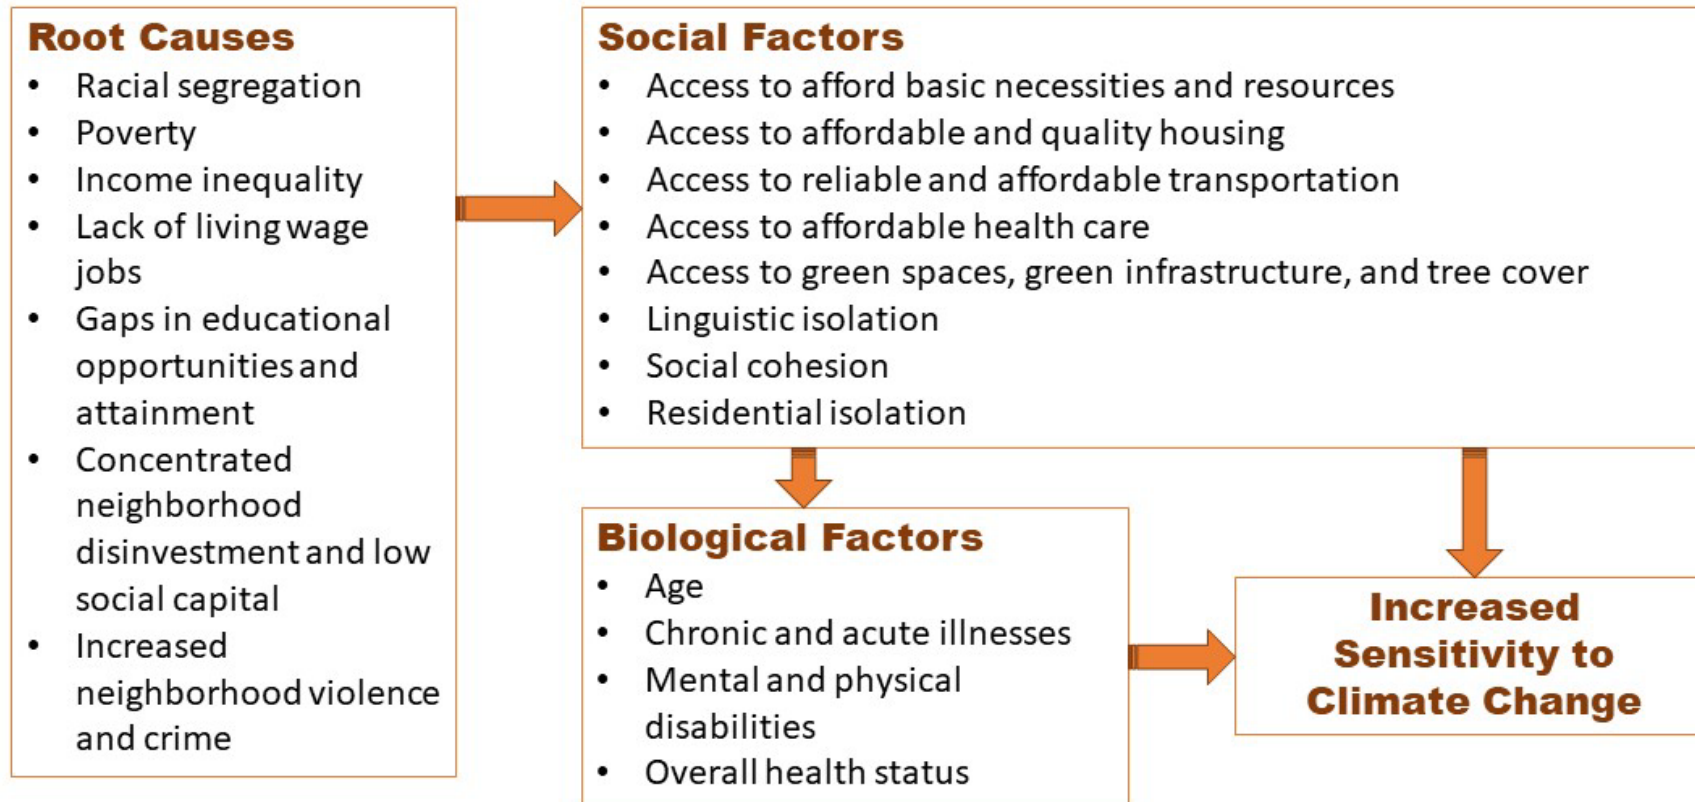 Root Causes
• Racial segregation
• Poverty
• Income inequality
• Lack of living wage
jobs
• Gaps in educational
opportunities and
attainment
• Concentrated
neighborhood
disinvestment and low
social capital
• Increased
neighborhood violence
and crime
Social Factors
• Access to afford basic necessities and resources
• Access to affordable and quality housing
• Access to reliable and affordable transportation
• Access to affordable health care
• Access to green spaces, green infrastructure, and tree cover
• Linguistic isolation
• Social cohesion
• Residential isolation
Biological Factors
• Age
• Chronic and acute illnesses
• Mental and physical
disabilities
• Overall health status
Increased
Sensitivity to
Climate Change